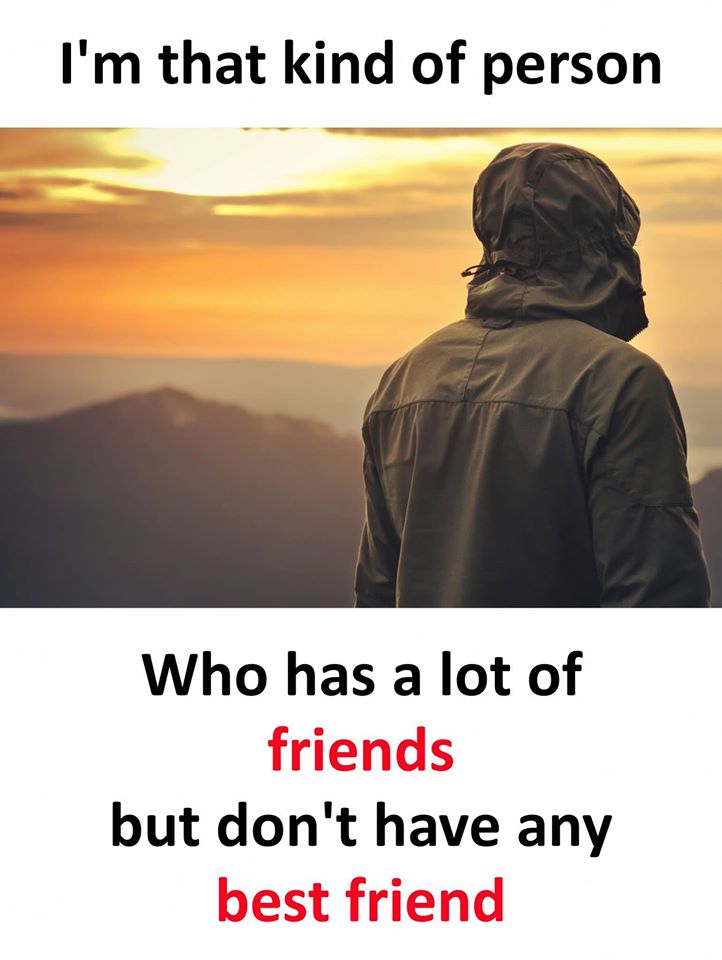 I'm that kind of person
Who has a lot of
friends
but don't have any
best friend